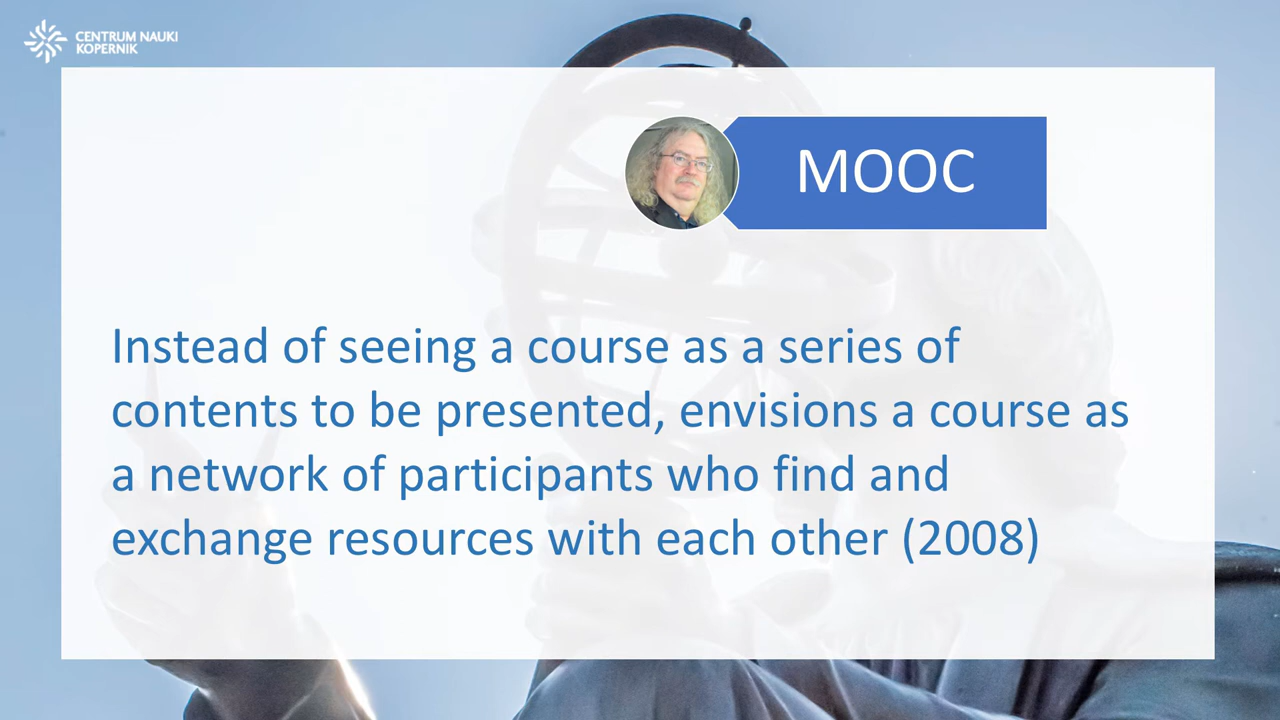 CENTRUM NAUKI
KOPERNIK
MOOC
Instead of seeing a course as a series of
contents to be presented, envisions a course as
a network of participants who find and
exchange resources with each other (2008)